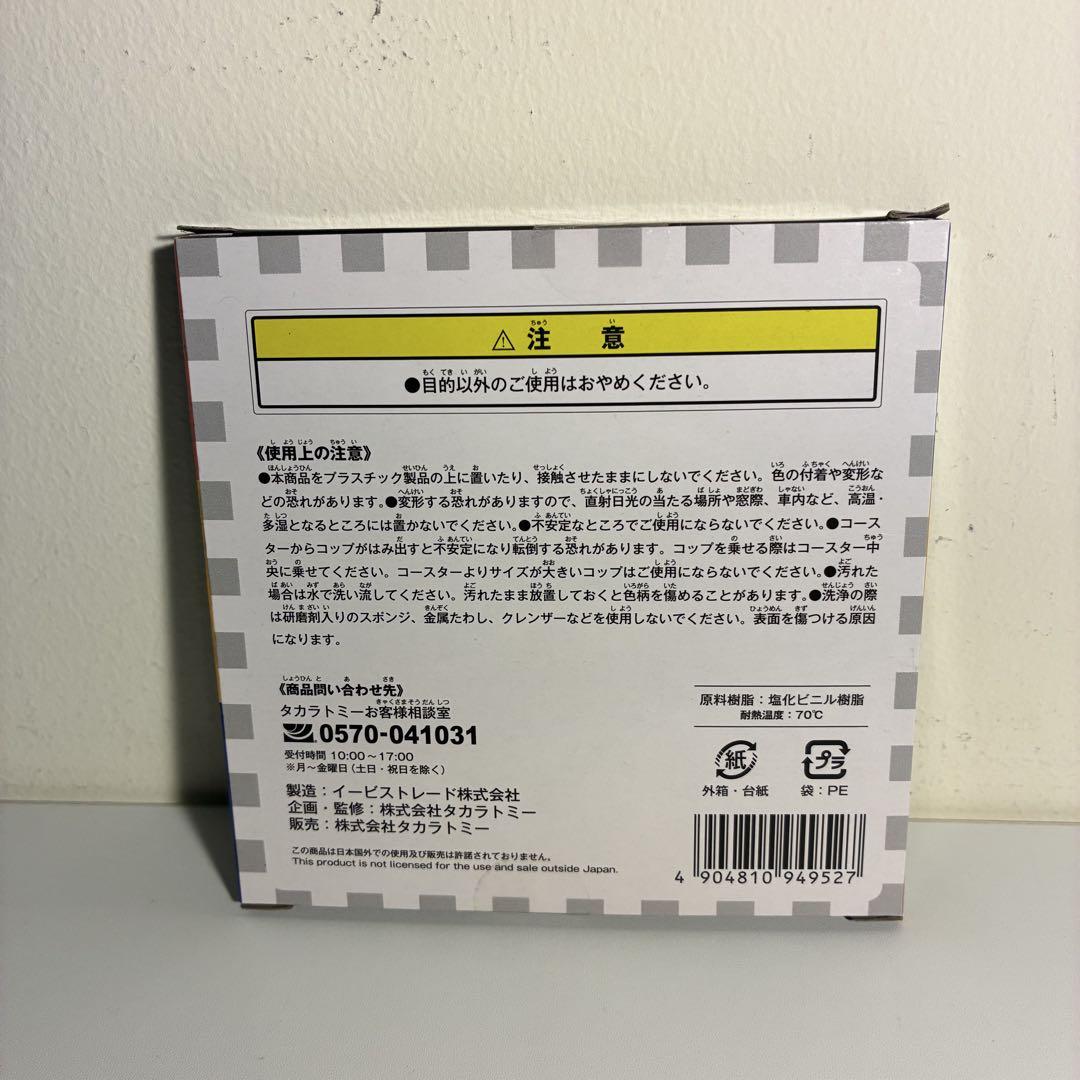 ⚠ 注意
●目的以外のご使用はおやめください。
《使用上の注意》
●本商品をプラスチック製品の上に置いたり、接触させたままにしないでください。色の付着や変形な
どの恐れがあります。●変形する恐れがありますので、直射日光の当たる場所や窓際、車内など、高温・
多湿となるところには置かないでください。●不安定なところでご使用にならないでください。●コース
ターからコップがはみ出すと不安定になり転倒する恐れがあります。コップを乗せる際はコースター中
央に乗せてください。コースターよりサイズが大きいコップはご使用にならないでください。●汚れた
場合は水で洗い流してください。汚れたまま放置しておくと色柄を傷めることがあります。●洗浄の際
は研磨剤入りのスポンジ、金属たわし、クレンザーなどを使用しないでください。表面を傷つける原因
になります。
《商品問い合わせ先》
タカラトミーお客様相談室
0570-041031
受付時間 10:00～17:00
※月～金曜日(土日・祝日を除く)
製造：イービストレード株式会社
企画・監修：株式会社タカラトミー
販売：株式会社タカラトミー
この商品は日本国外での使用及び販売は許諾されておりません。
This product is not licensed for the use and sale outside Japan.
原料樹脂：塩化ビニル樹脂
耐熱温度：70℃
紙 プラ
外箱・台紙 袋：PE
4 904810 949527